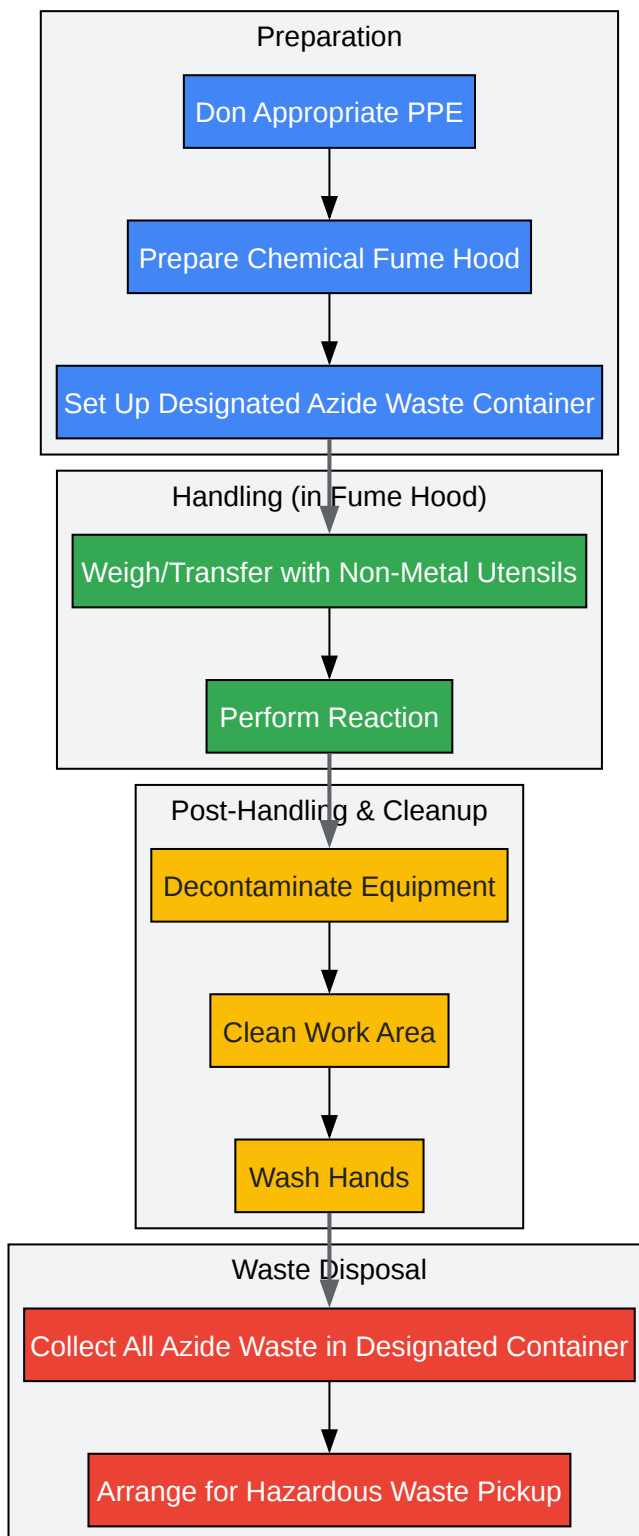 Preparation
Don Appropriate PPE
Prepare Chemical Fume Hood
Set Up Designated Azide Waste Container
Handling (in Fume Hood)
Weigh/Transfer with Non-Metal Utensils
Perform Reaction
Post-Handling & Cleanup
Decontaminate Equipment
Clean Work Area
Wash Hands
Waste Disposal
Collect All Azide Waste in Designated Container
Arrange for Hazardous Waste Pickup